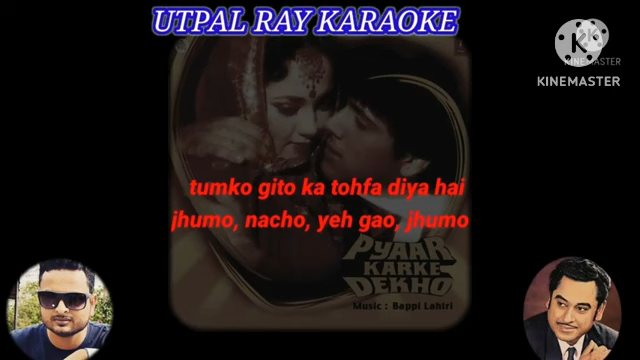 UTPAL RAY KARAOKE
KINEMASTER
KINEMASTER
tumko gito ka tohfa diya hai
jhumo, nacho, yeh gao, jhumo
PYAAR
KARKE
DEKHO
Music : Bappi Lahiri